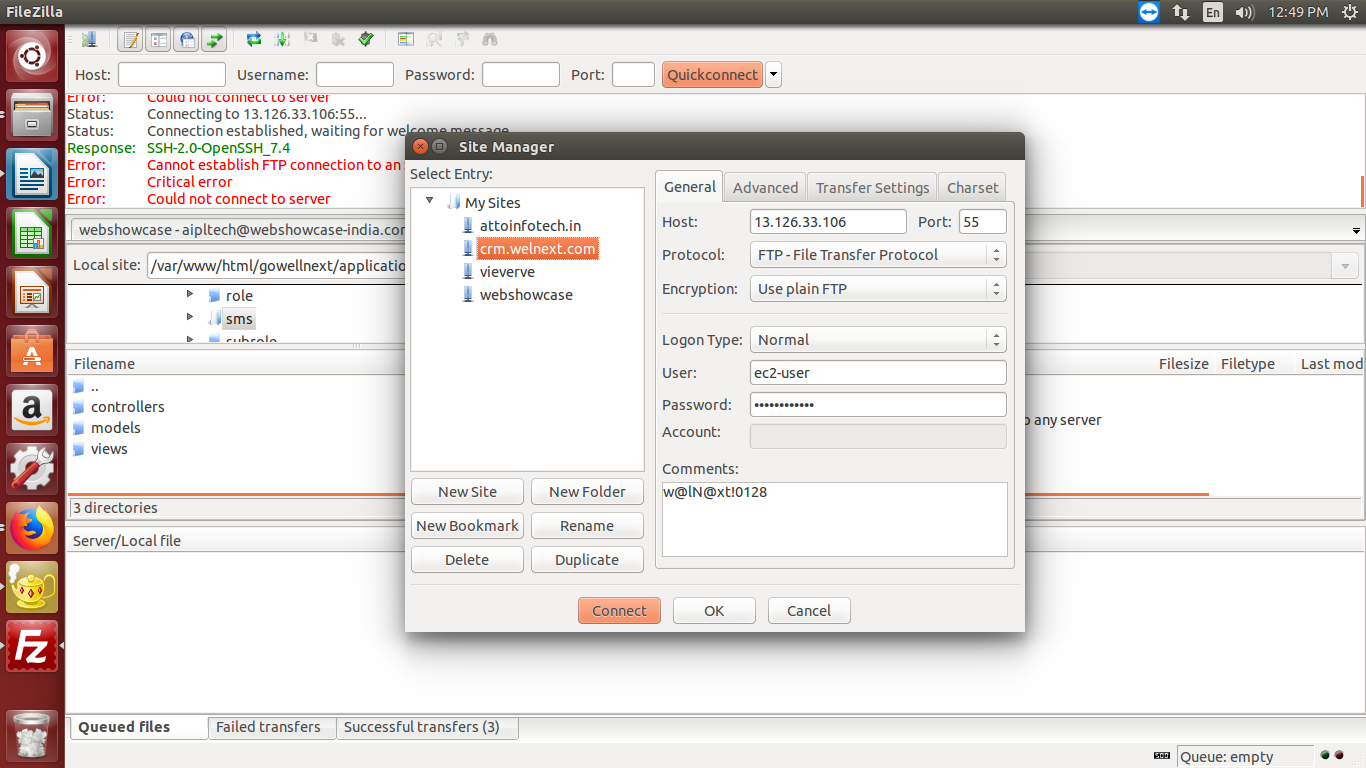 FileZilla
En 12:49 PM
Host: Username: Password: Port: Quickconnect
Error: Could not connect to server
Status: Connecting to 13.126.33.106:55...
Status: Connection established, waiting for welcome message...
Response: SSH-2.0-OpenSSH_7.4
Error: Cannot establish FTP connection to an
Error: Critical error
Error: Could not connect to server
webshowcase - aipltech@webshowcase-india.com
Local site: /var/www/html/gowellnext/applicatio
role
sms
subrole
Filename
..
controllers
models
views
3 directories
Filesize Filetype Last mod
any server
Server/Local file
Site Manager
Select Entry:
My Sites
attoinfotech.in
crm.welnext.com
vieverve
webshowcase
New Site New Folder
New Bookmark Rename
Delete Duplicate
General Advanced Transfer Settings Charset
Host: 13.126.33.106 Port: 55
Protocol: FTP - File Transfer Protocol
Encryption: Use plain FTP
Logon Type: Normal
User: ec2-user
Password: ••••••••••••
Account:
Comments:
w@lN@xt!0128
Connect OK Cancel
Queued files Failed transfers Successful transfers (3)
Queue: empty